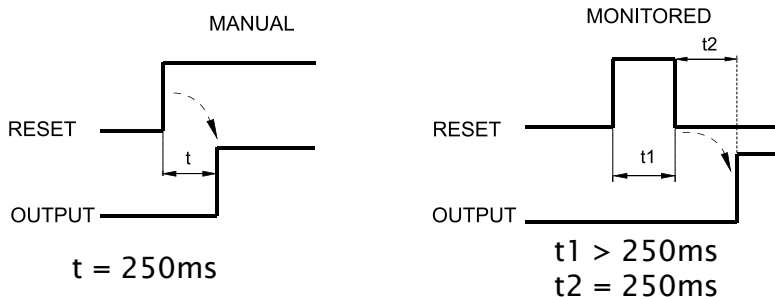 MANUAL
RESET
t
OUTPUT
t = 250ms
MONITORED
t2
RESET
t1
OUTPUT
t1 > 250ms
t2 = 250ms